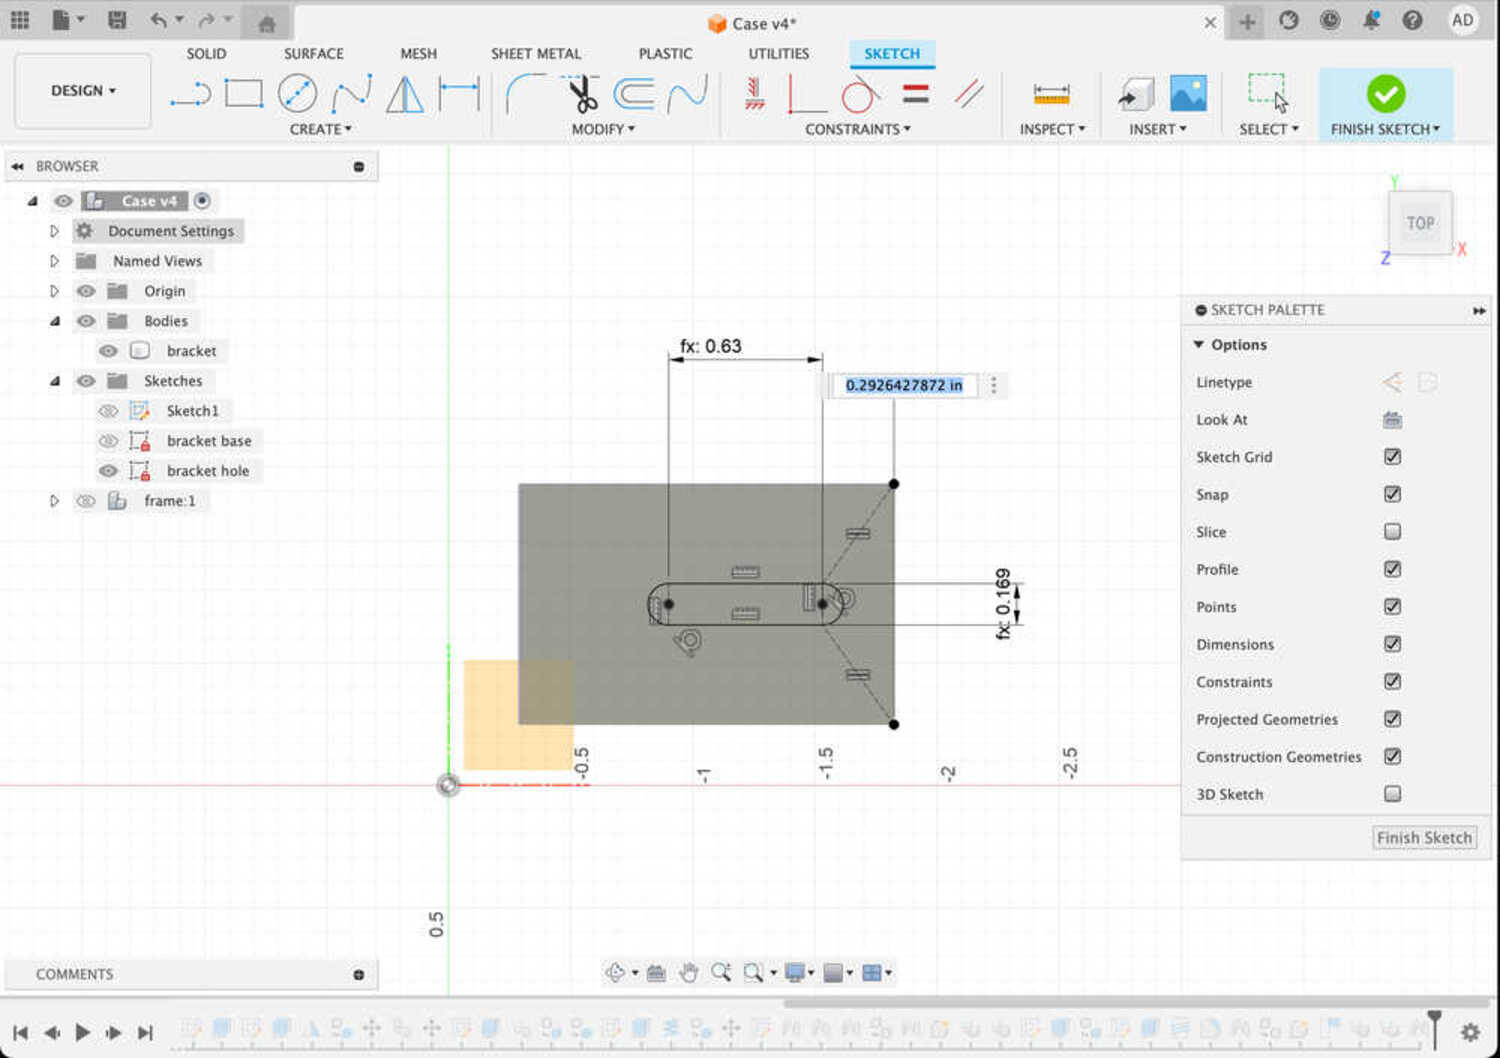 Case v4*
AD
SOLID SURFACE MESH SHEET METAL PLASTIC UTILITIES SKETCH
DESIGN
CREATE MODIFY CONSTRAINTS INSPECT INSERT SELECT FINISH SKETCH
BROWSER
Case v4
Document Settings
Named Views
Origin
Bodies
bracket
Sketches
Sketch1
bracket base
bracket hole
frame:1
Y
TOP
X
Z
fx: 0.63
0.2926427872 in
fx: 0.169
-0.5
-1
-1.5
-2
-2.5
0.5
SKETCH PALETTE
Options
Linetype
Look At
Sketch Grid
Snap
Slice
Profile
Points
Dimensions
Constraints
Projected Geometries
Construction Geometries
3D Sketch
Finish Sketch
COMMENTS